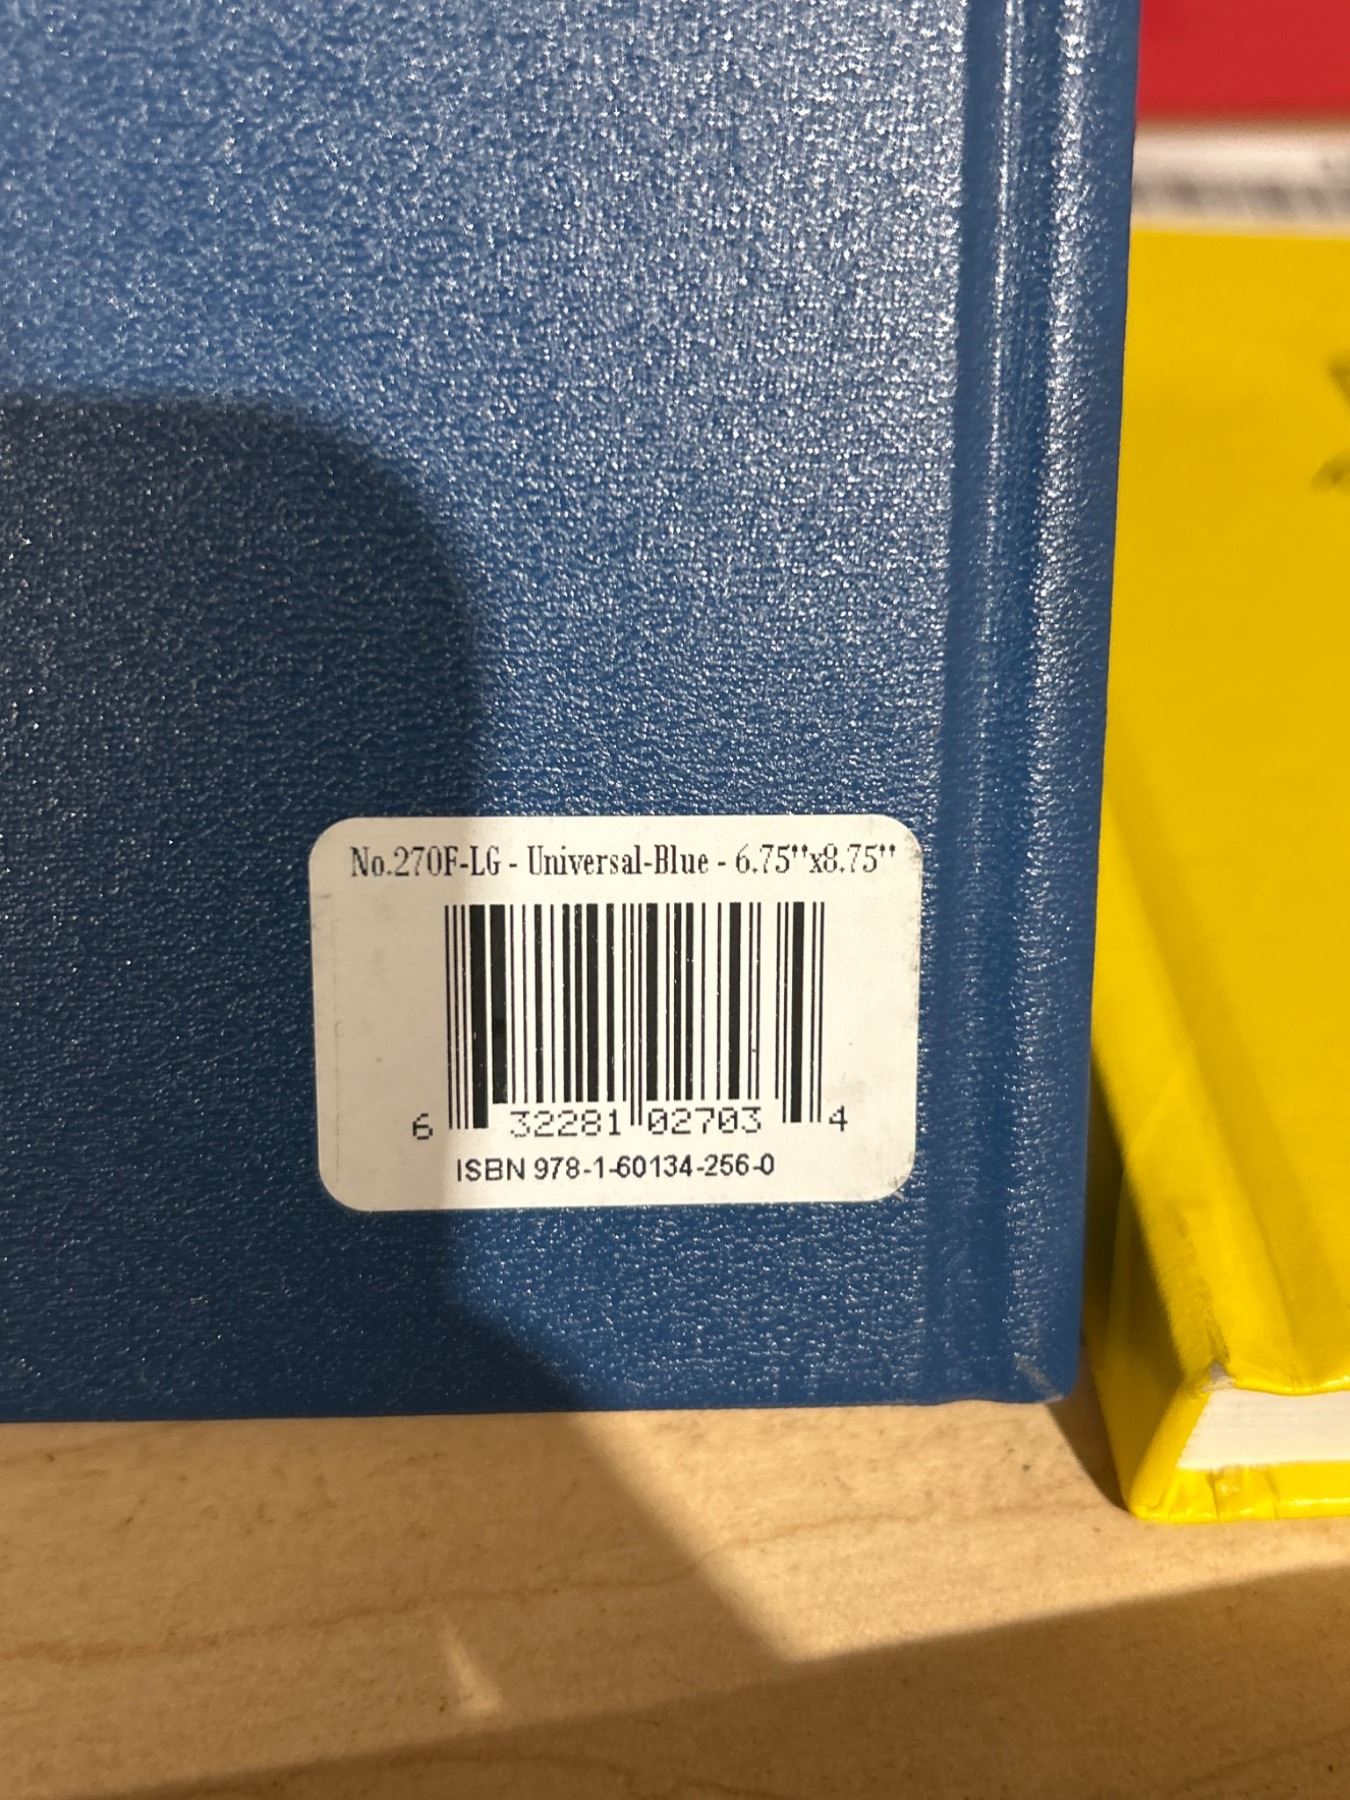 No.270F-LG - Universal-Blue - 6.75"x8.75"
6 32281 02703 4
ISBN 978-1-60134-256-0